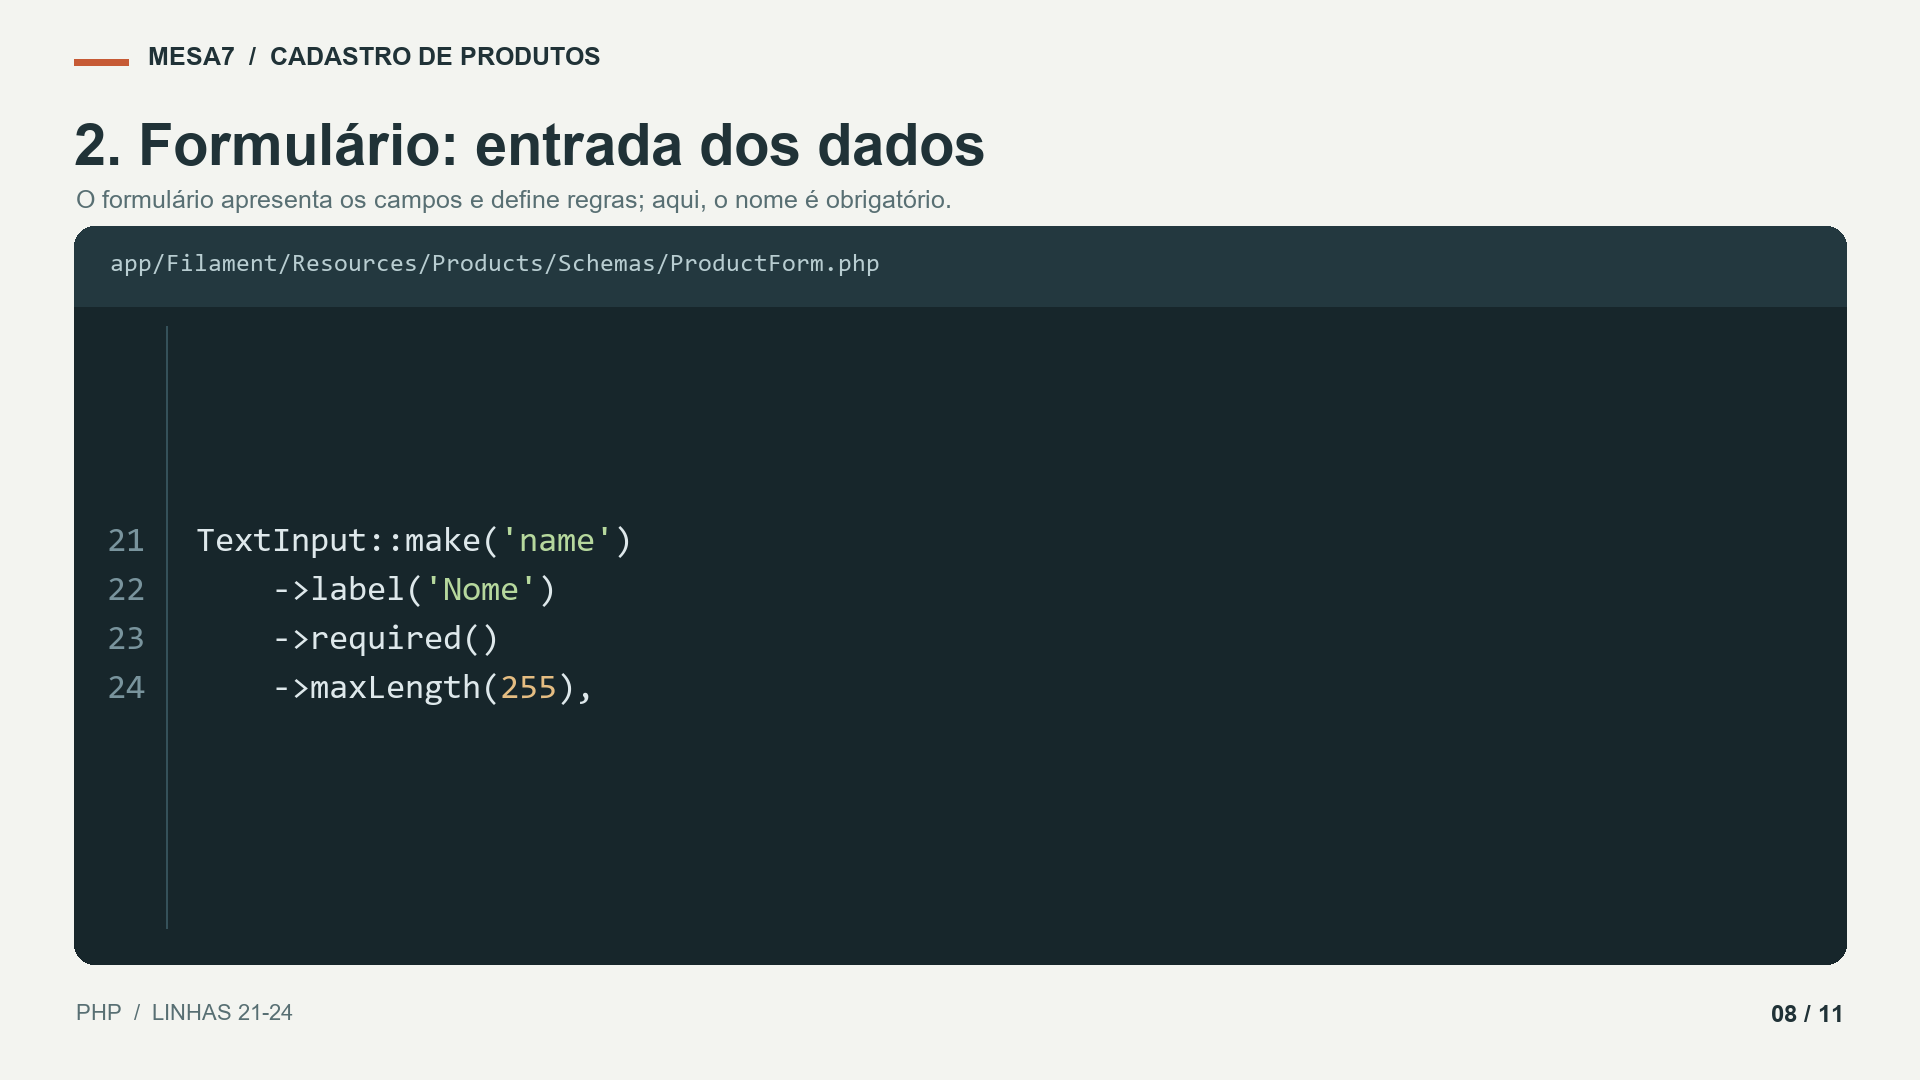 MESA7 / CADASTRO DE PRODUTOS
2. Formulário: entrada dos dados
O formulário apresenta os campos e define regras; aqui, o nome é obrigatório.
app/Filament/Resources/Products/Schemas/ProductForm.php
21 TextInput::make('name')
22     ->label('Nome')
23     ->required()
24     ->maxLength(255),
PHP / LINHAS 21-24
08 / 11